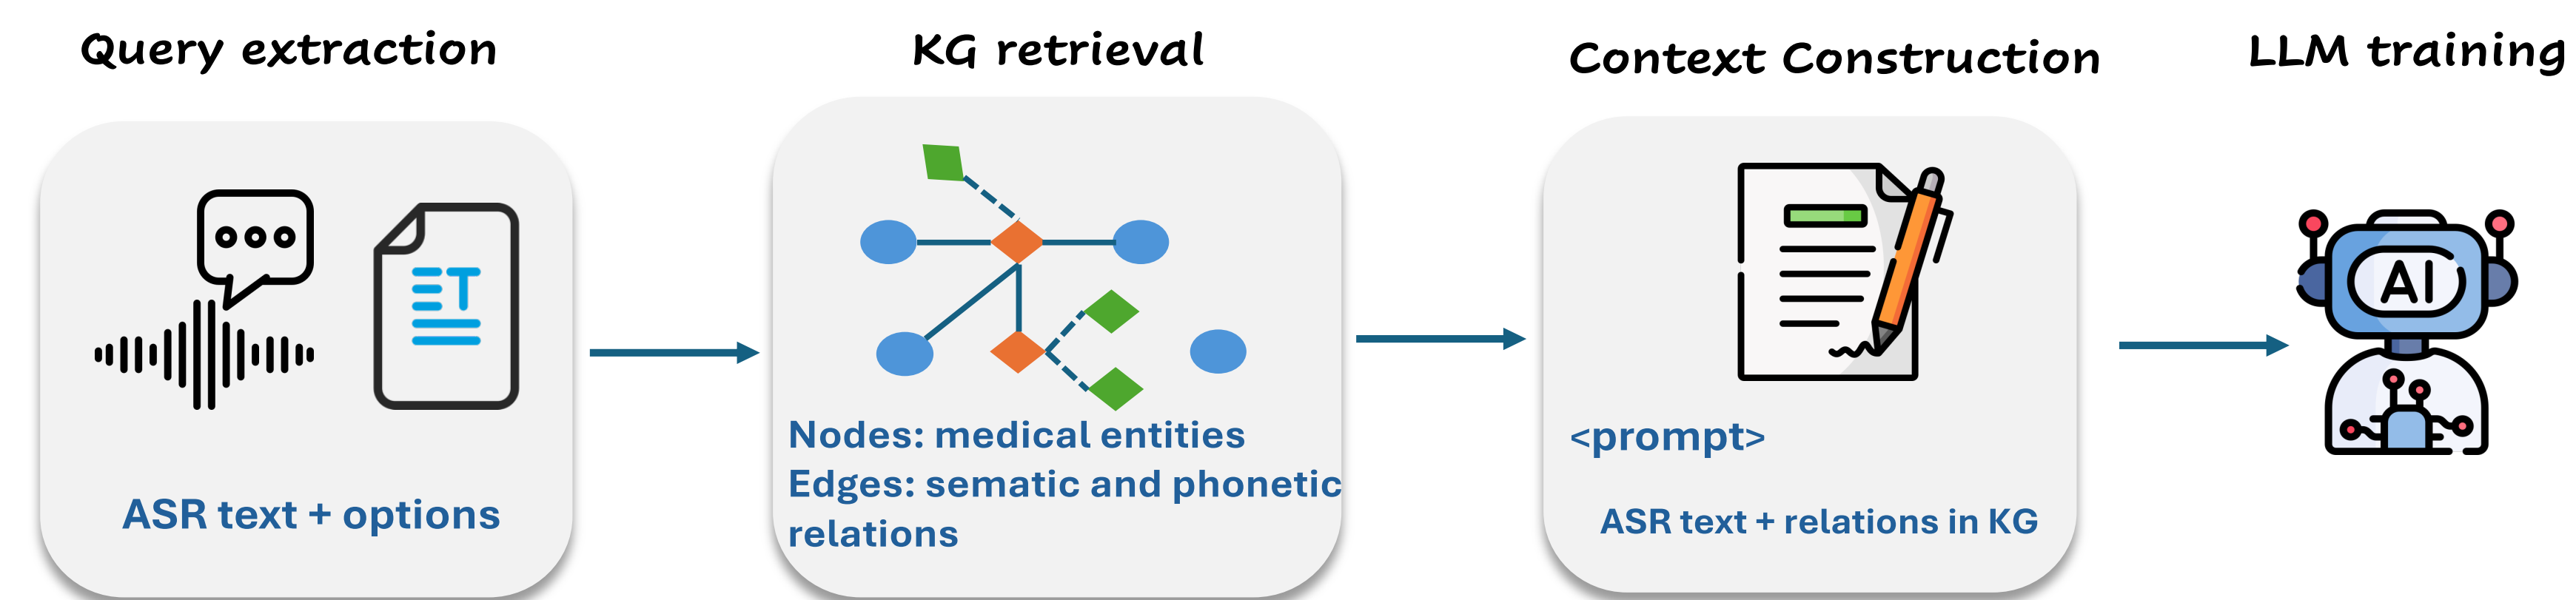 Query extraction
ASR text + options
KG retrieval
Nodes: medical entities
Edges: sematic and phonetic
relations
Context Construction
<prompt>
ASR text + relations in KG
LLM training
AI